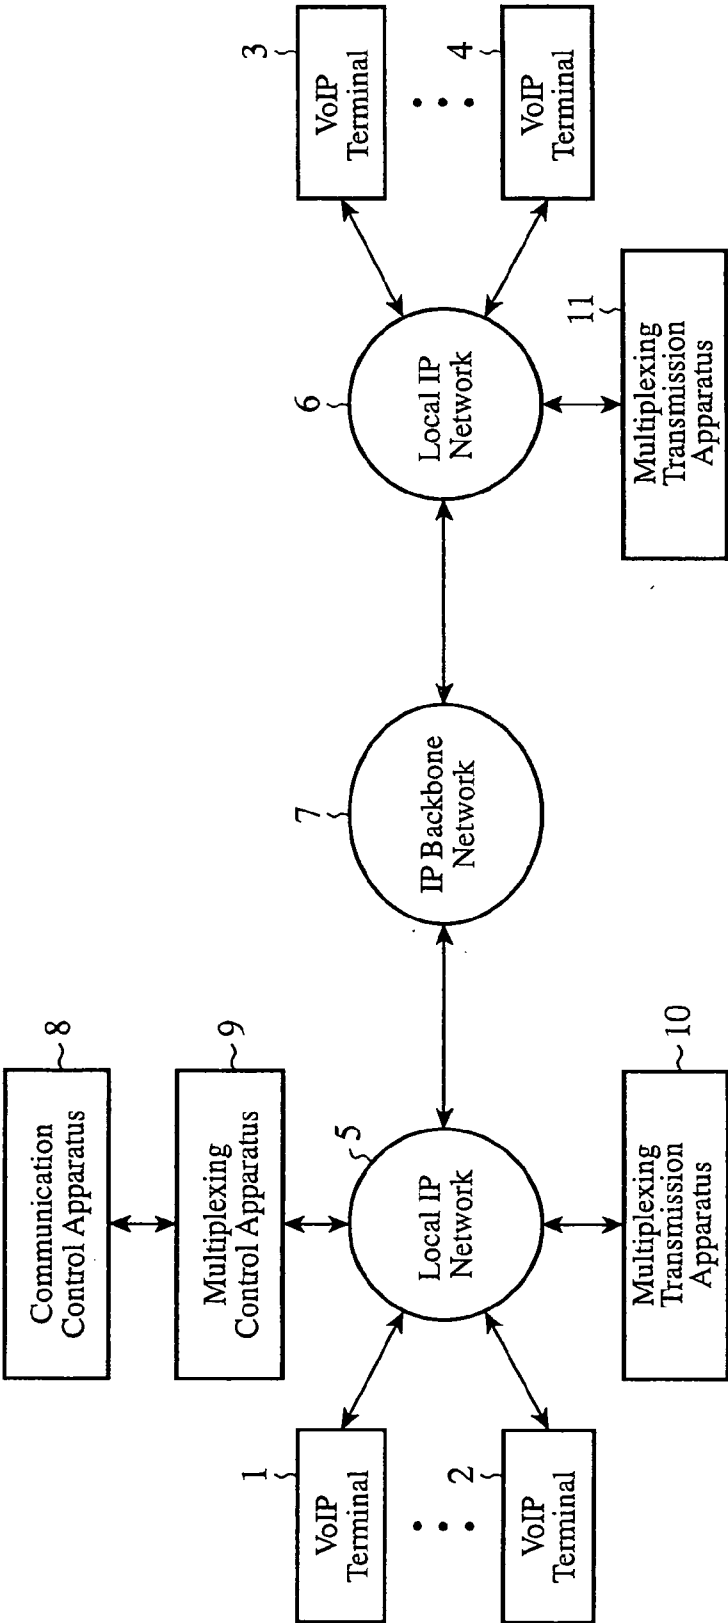 8
Communication
Control Apparatus
9
Multiplexing
Control Apparatus
1
VoIP
Terminal
2
VoIP
Terminal
5
Local IP
Network
10
Multiplexing
Transmission
Apparatus
7
IP Backbone
Network
6
Local IP
Network
3
VoIP
Terminal
4
VoIP
Terminal
11
Multiplexing
Transmission
Apparatus